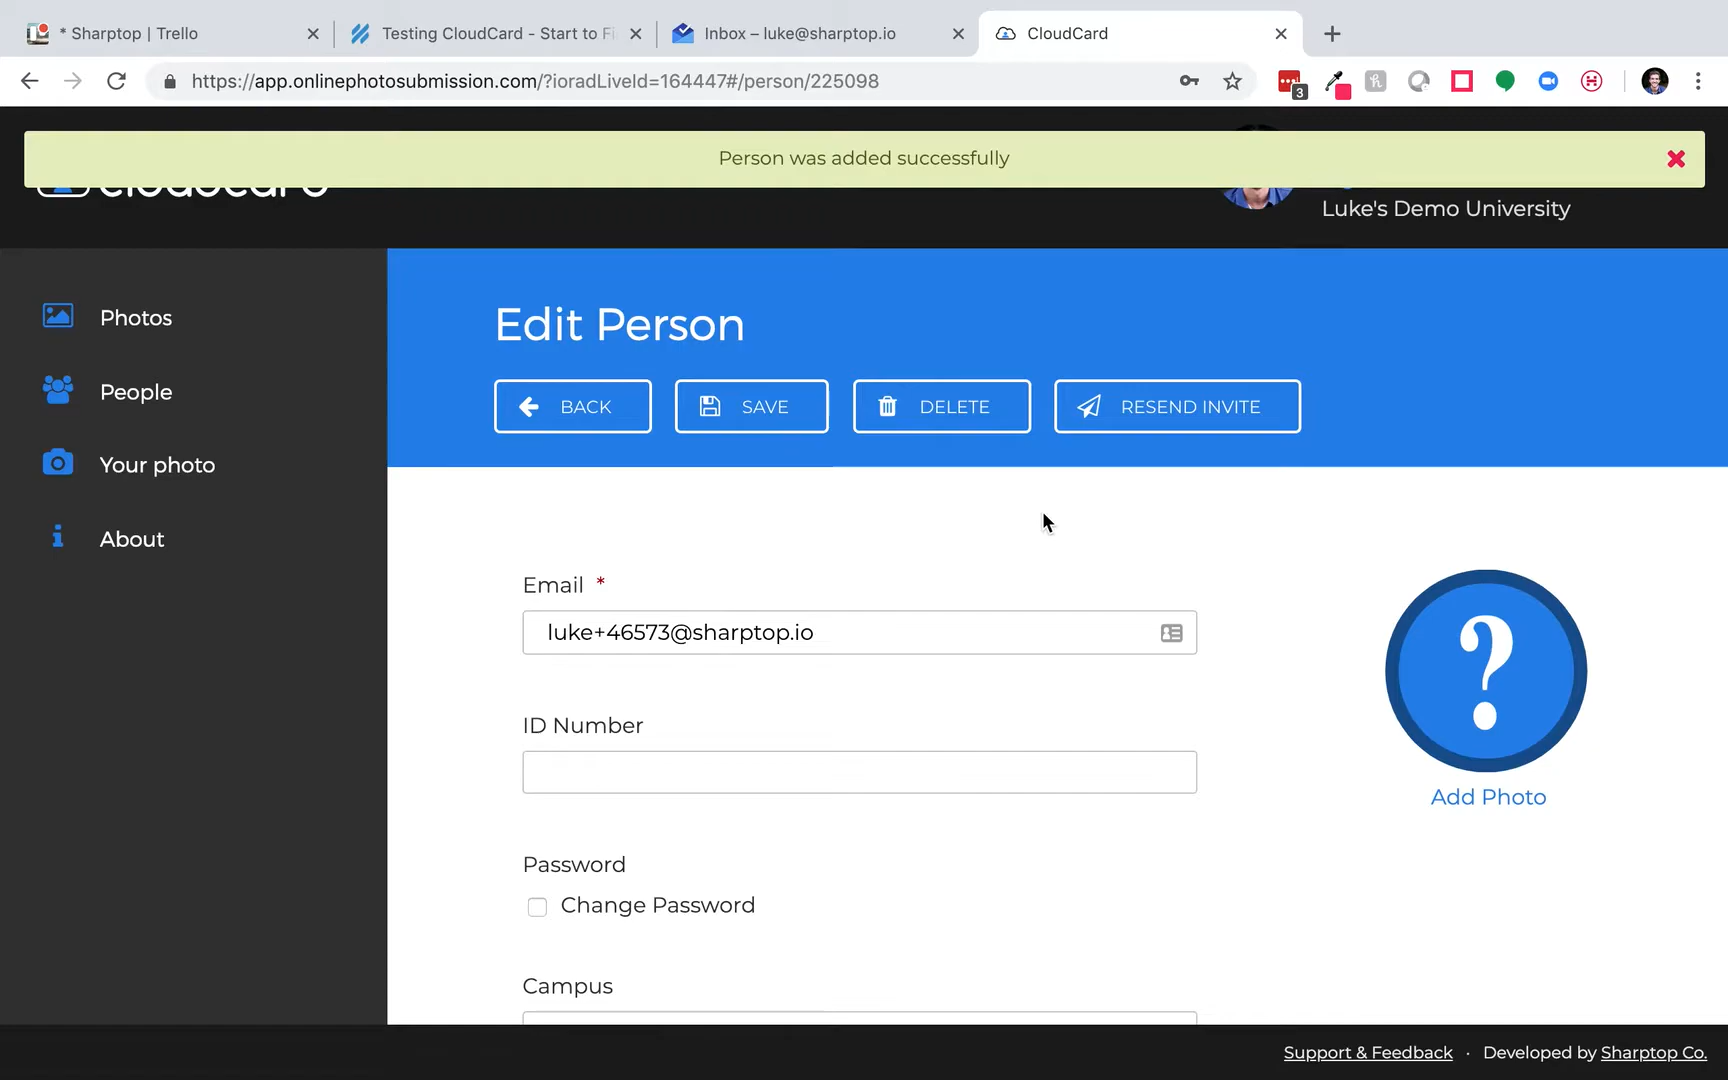 * Sharptop | Trello
Testing CloudCard - Start to Fi
Inbox – luke@sharptop.io
CloudCard
https://app.onlinephotosubmission.com/?ioradLiveId=164447#/person/225098
3
Person was added successfully
Luke's Demo University
Photos
People
Your photo
About
Edit Person
BACK
SAVE
DELETE
RESEND INVITE
Email *
luke+46573@sharptop.io
ID Number
Add Photo
Password
Change Password
Campus
Support & Feedback · Developed by Sharptop Co.